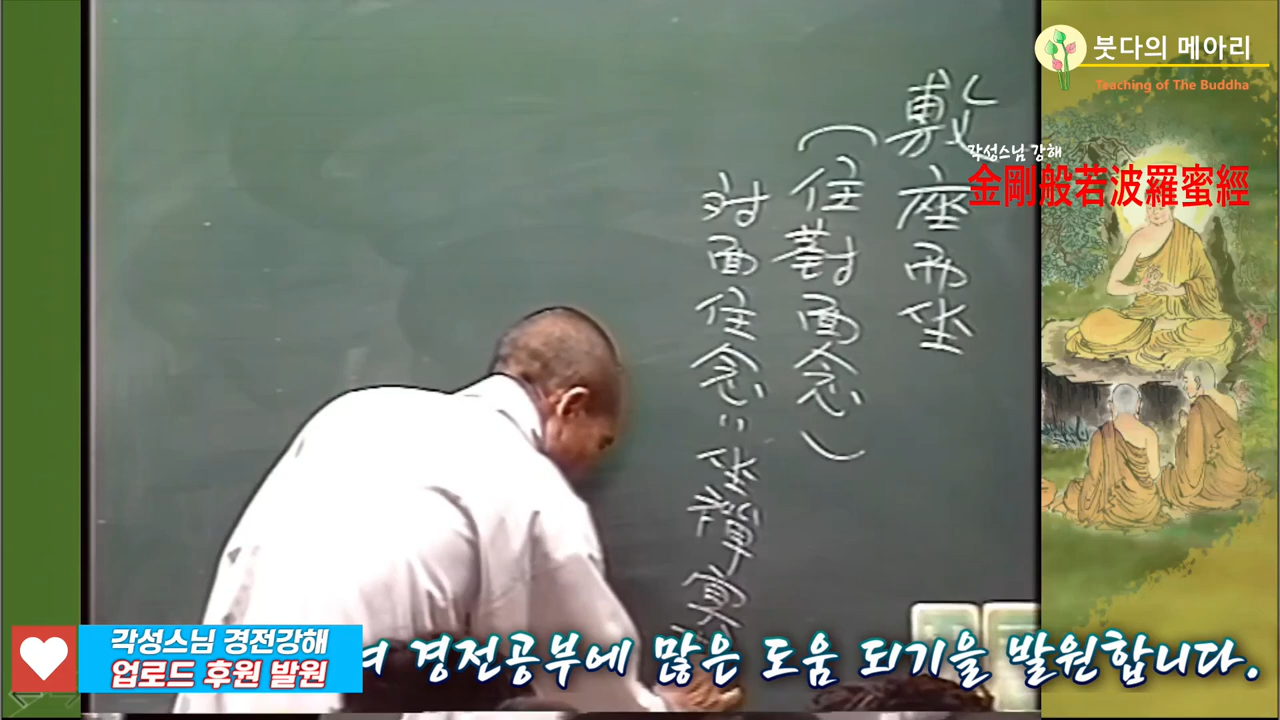 붓다의 메아리
Teaching of The Buddha
각성스님 강해
金剛般若波羅蜜經
敷座而坐
(住對面念)
対面住念〃坐禪
각성스님 경전강해
업로드 후원 발원
경전공부에 많은 도움 되기을 발원합니다.